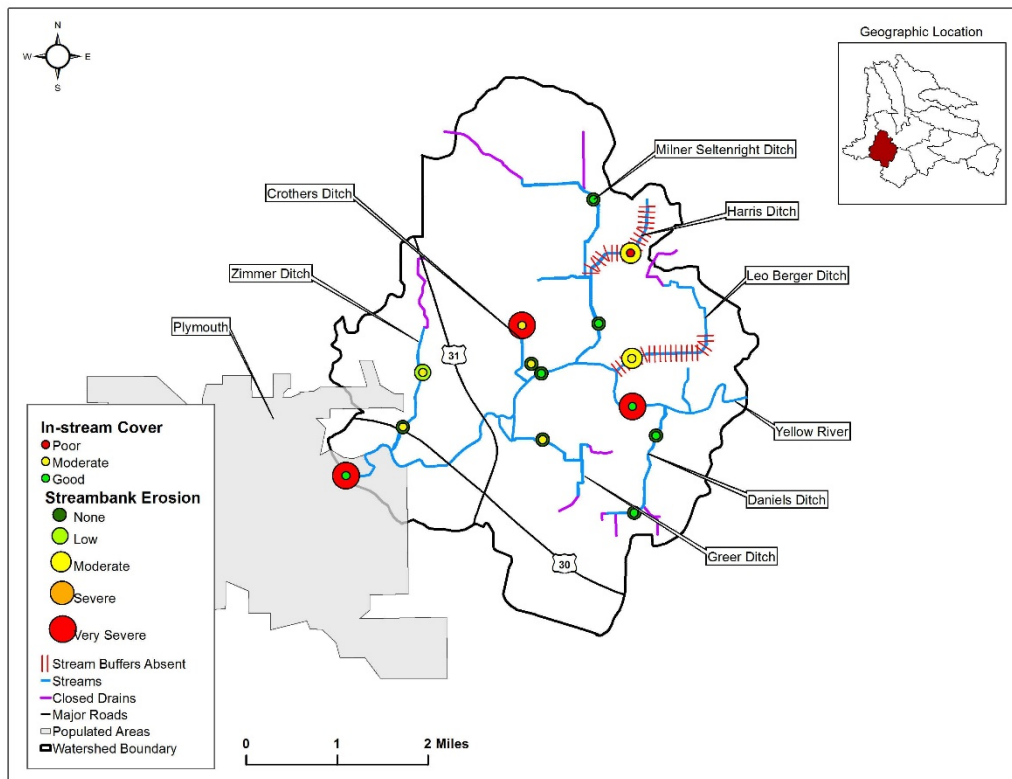 N
W E
S
Geographic Location
Milner Seltenright Ditch
Crothers Ditch
Harris Ditch
Zimmer Ditch
Leo Berger Ditch
Plymouth
31
In-stream Cover
Poor
Moderate
Good
Streambank Erosion
None
Low
Moderate
Severe
Very Severe
Stream Buffers Absent
Streams
Closed Drains
Major Roads
Populated Areas
Watershed Boundary
Yellow River
Daniels Ditch
Greer Ditch
30
0 1 2 Miles